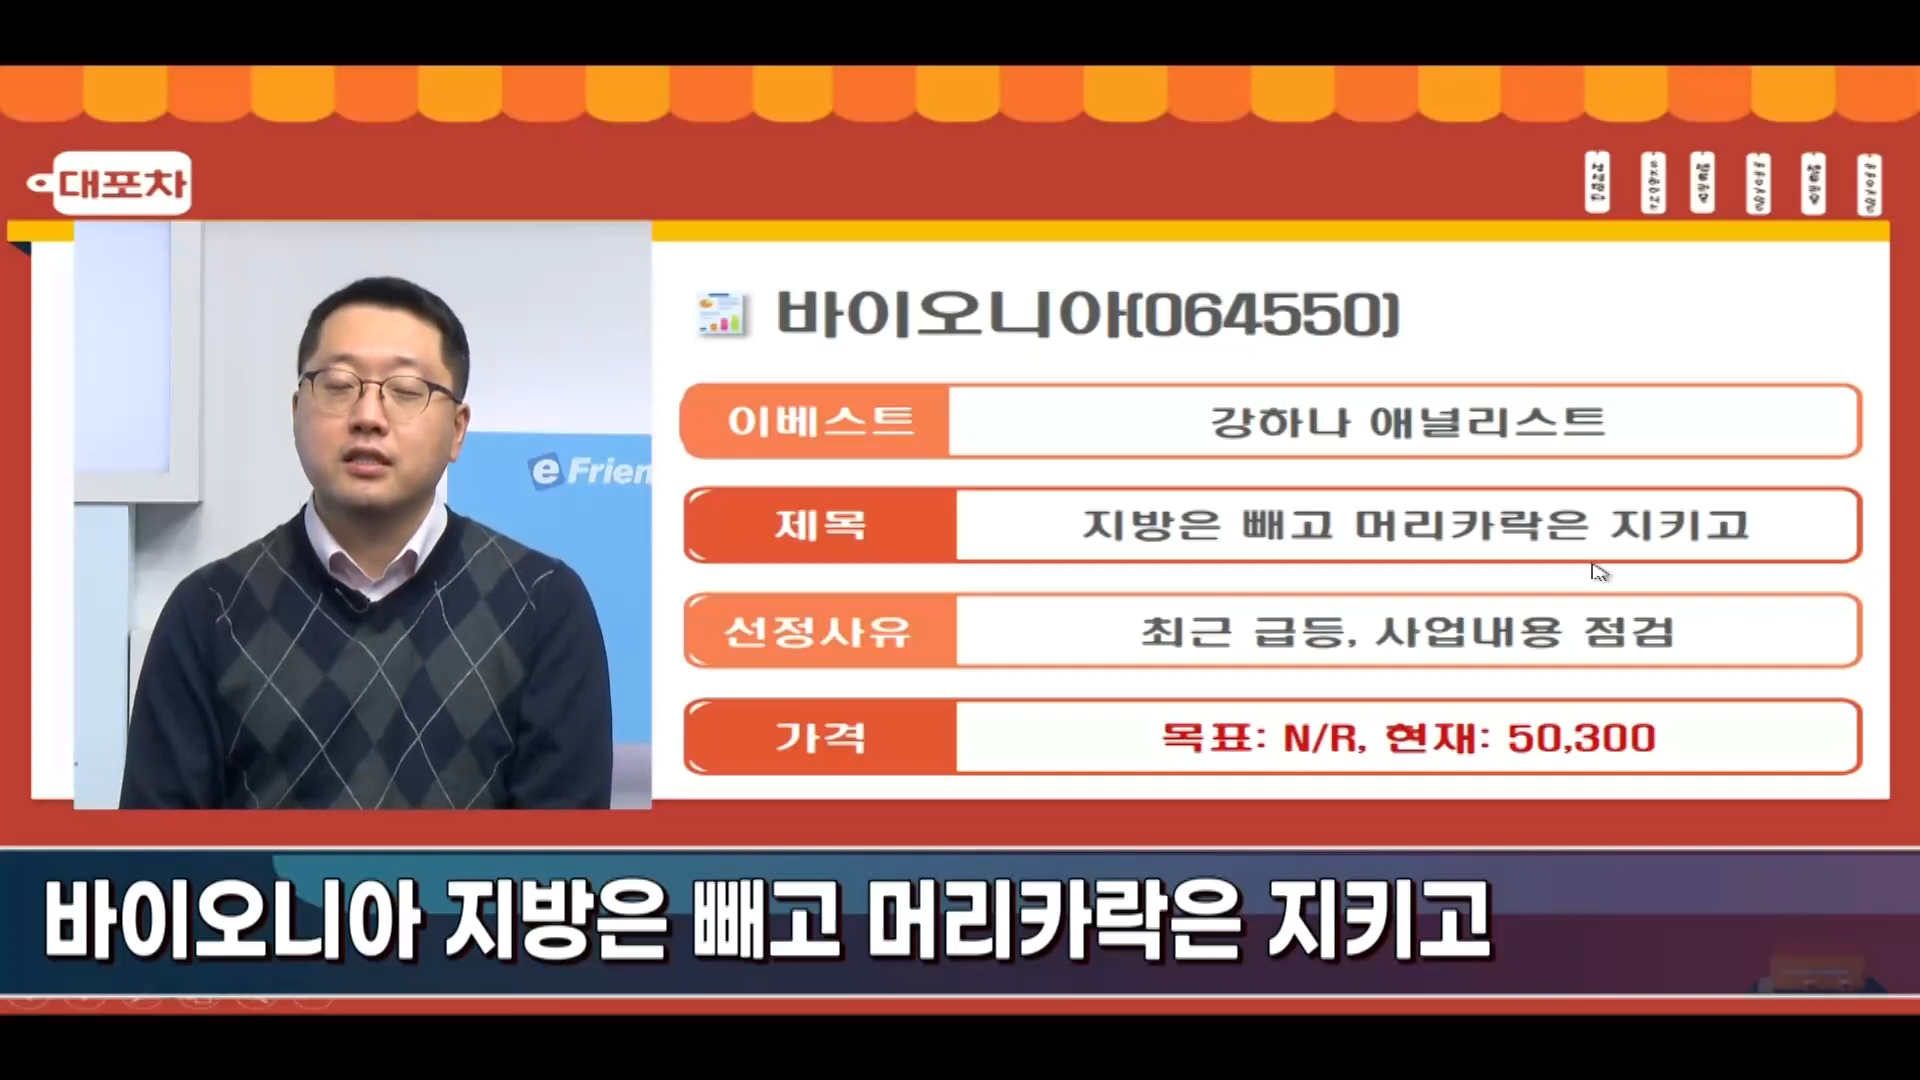 대포차
e Frien
바이오니아(064550)
이베스트
강하나 애널리스트
제목
지방은 빼고 머리카락은 지키고
선정사유
최근 급등, 사업내용 점검
가격
목표: N/R, 현재: 50,300
바이오니아 지방은 빼고 머리카락은 지키고